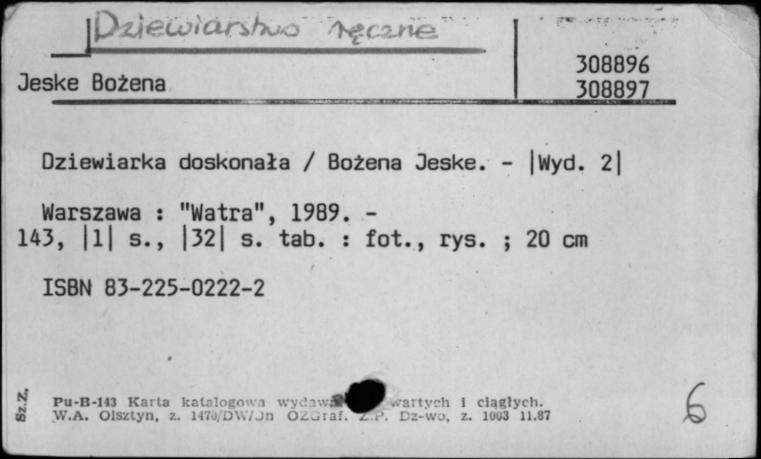 Dziewiarstwo ręczne
308896
Jeske Bożena 308897
Dziewiarka doskonała / Bożena Jeske. - |Wyd. 2|
Warszawa : "Watra", 1989. -
143, |1| s., |32| s. tab. : fot., rys. ; 20 cm
ISBN 83-225-0222-2
Sz.Z.
Pu-B-143 Karta katalogowa i ciągłych.
W.A. Olsztyn, z. 1470/DW/Jn OZGraf. Z.P. Dz-wo, z. 1003 11.87
6